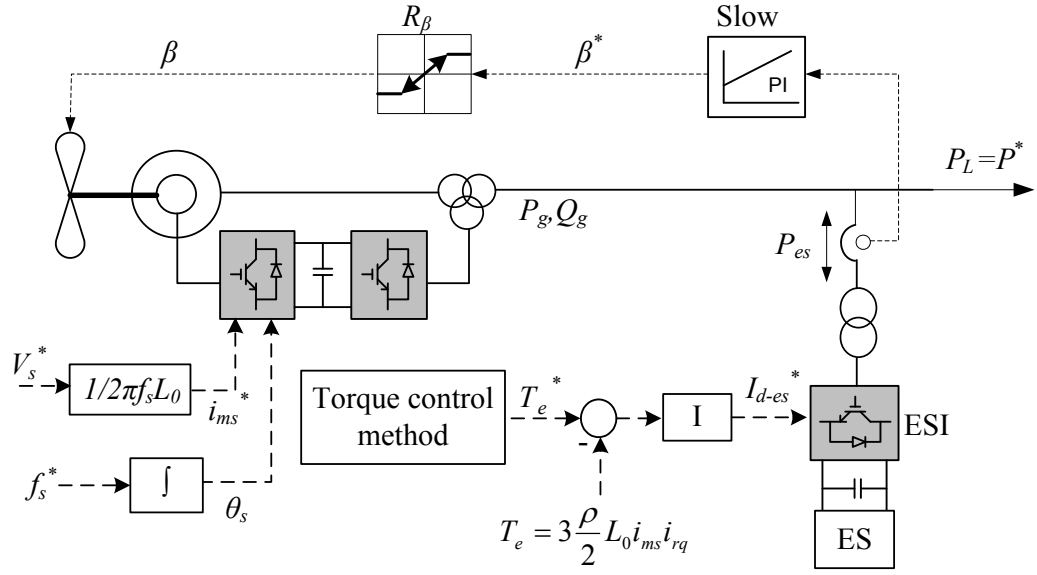 R_β
Slow
β
β^*
PI
P_L=P^*
P_g,Q_g
P_es
V_s^*
1/2πf_sL_0
i_ms^*
Torque control
method
T_e^*
-
I
I_{d-es}^*
ESI
f_s^*
∫
θ_s
T_e = 3 ρ/2 L_0 i_ms i_rq
ES